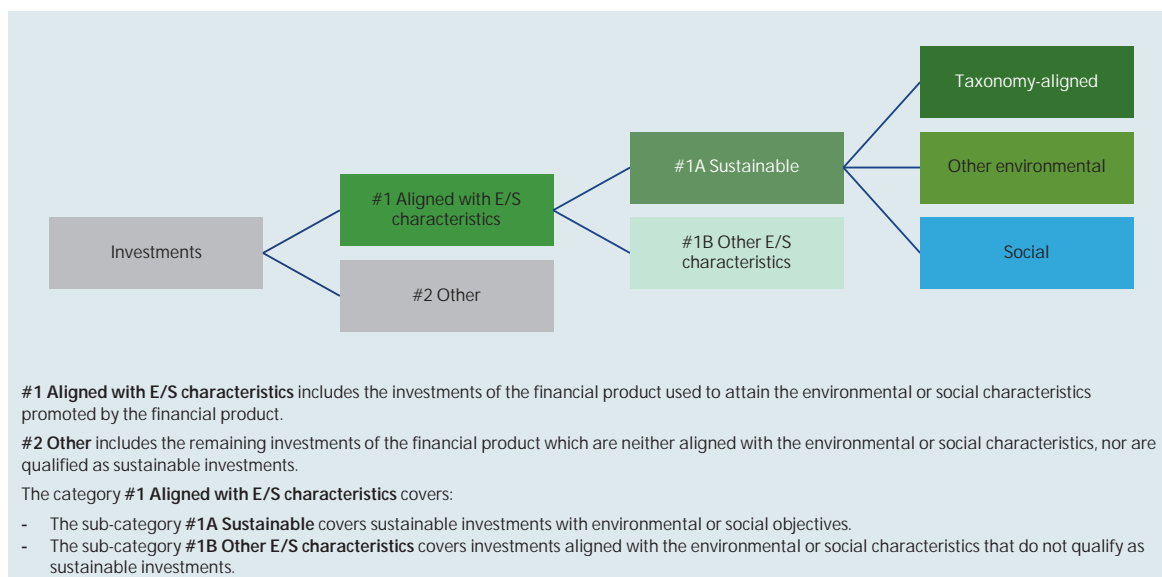 Taxonomy-aligned
#1A Sustainable
Other environmental
#1 Aligned with E/S
characteristics
#1B Other E/S
characteristics
Investments
Social
#2 Other
#1 Aligned with E/S characteristics includes the investments of the financial product used to attain the environmental or social characteristics
promoted by the financial product.
#2 Other includes the remaining investments of the financial product which are neither aligned with the environmental or social characteristics, nor are
qualified as sustainable investments.
The category #1 Aligned with E/S characteristics covers:
- The sub-category #1A Sustainable covers sustainable investments with environmental or social objectives.
- The sub-category #1B Other E/S characteristics covers investments aligned with the environmental or social characteristics that do not qualify as
sustainable investments.